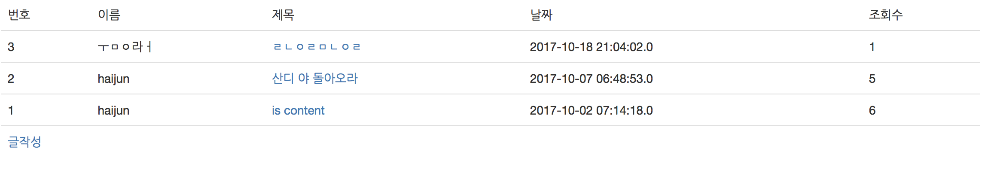 번호 이름 제목 날짜 조회수
3 ㅜㅁㅇ라ㅓ ㄹㄴㅇㄹㅁㄴㅇㄹ 2017-10-18 21:04:02.0 1
2 haijun 산디 야 돌아오라 2017-10-07 06:48:53.0 5
1 haijun is content 2017-10-02 07:14:18.0 6
글작성